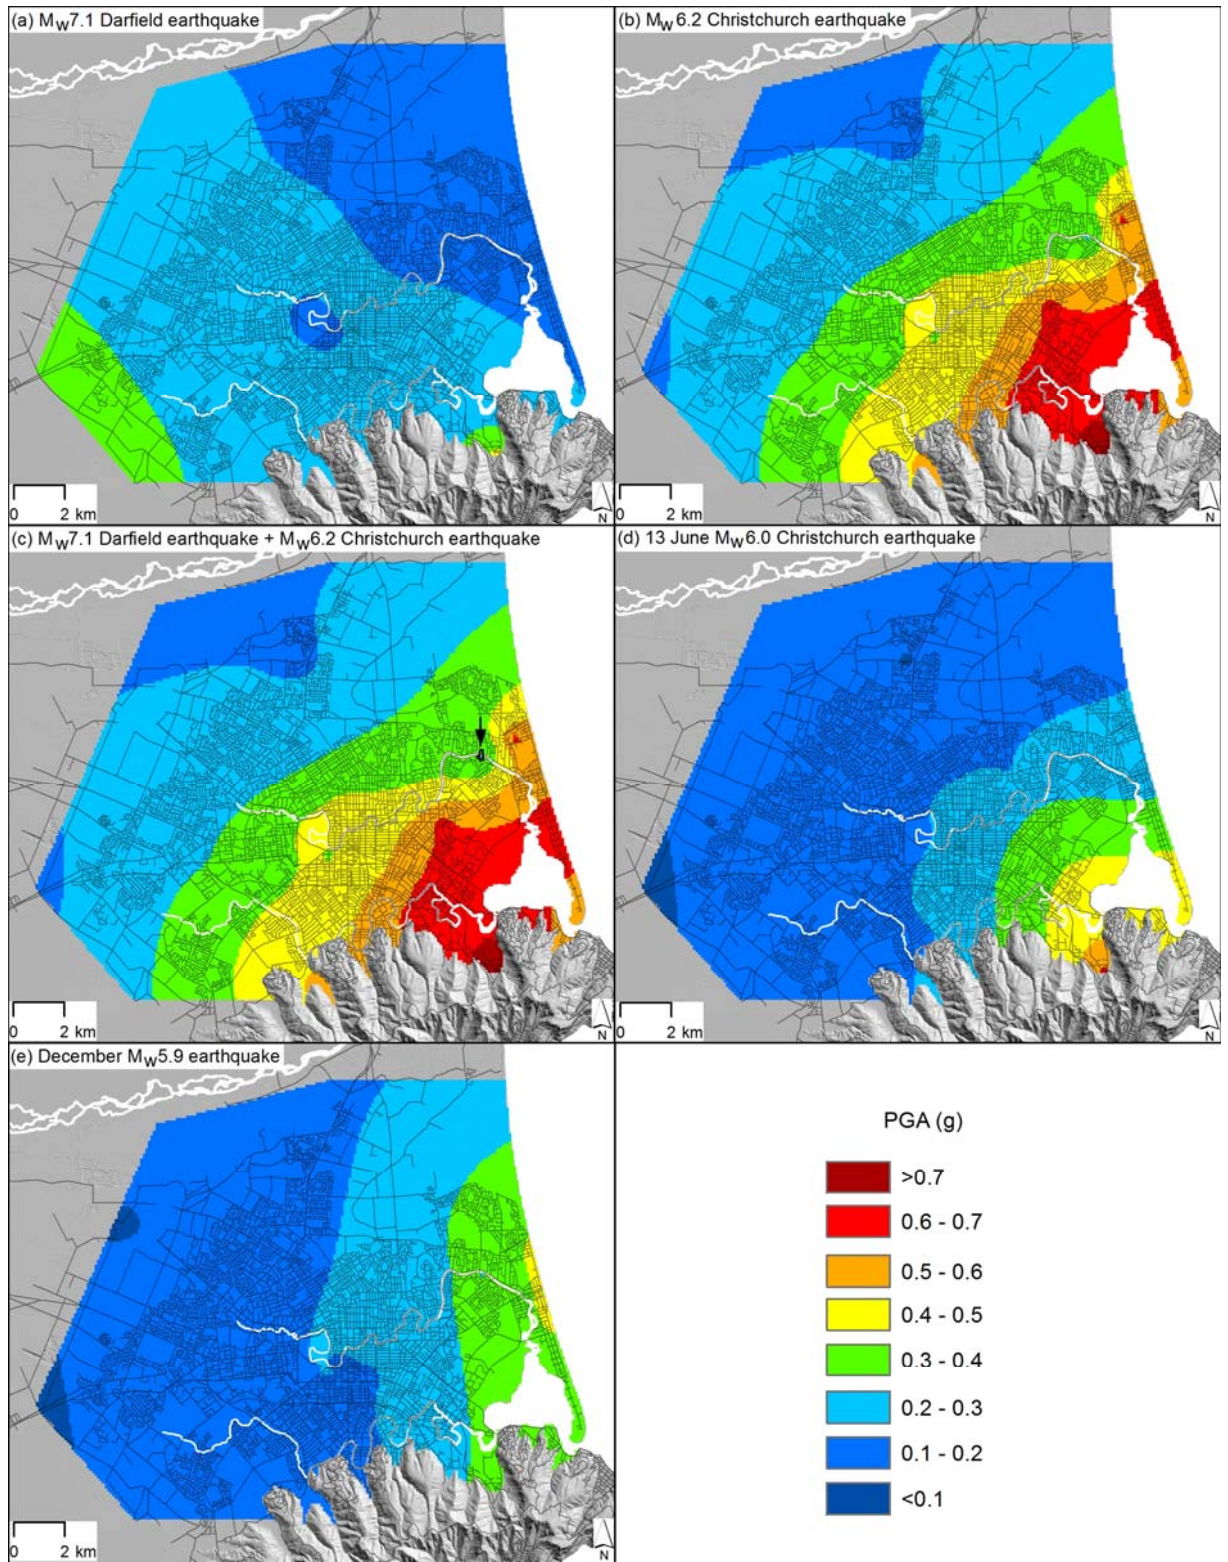 (a) Mw7.1 Darfield earthquake
(b) Mw6.2 Christchurch earthquake
0 2 km
N
0 2 km
N
(c) Mw7.1 Darfield earthquake + Mw6.2 Christchurch earthquake
(d) 13 June Mw6.0 Christchurch earthquake
0 2 km
N
0 2 km
N
(e) December Mw5.9 earthquake
PGA (g)
>0.7
0.6 - 0.7
0.5 - 0.6
0.4 - 0.5
0.3 - 0.4
0.2 - 0.3
0.1 - 0.2
<0.1
0 2 km
N